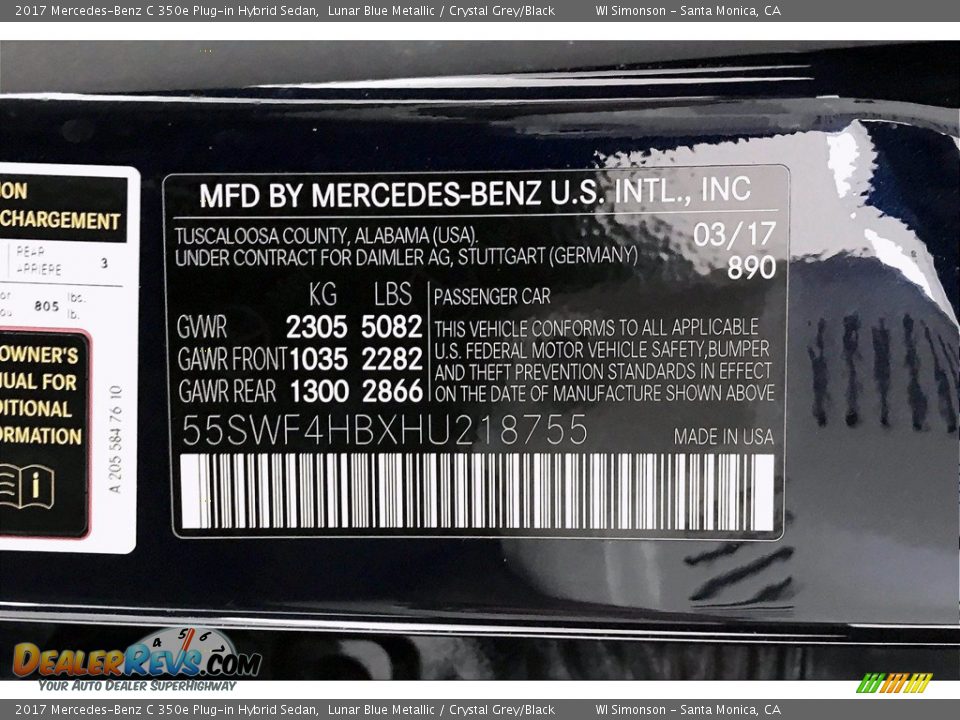 2017 Mercedes-Benz C 350e Plug-in Hybrid Sedan, Lunar Blue Metallic / Crystal Grey/Black WI Simonson - Santa Monica, CA
ION
CHARGEMENT
REAR
ARRIÈRE 3
or
ou 805 lbs.
lb.
OWNER'S
UAL FOR
DITIONAL
ORMATION
i
A 205 584 76 10
MFD BY MERCEDES-BENZ U.S. INTL., INC
TUSCALOOSA COUNTY, ALABAMA (USA). 03/17
UNDER CONTRACT FOR DAIMLER AG, STUTTGART (GERMANY) 890
KG LBS
GVWR 2305 5082
GAWR FRONT 1035 2282
GAWR REAR 1300 2866
PASSENGER CAR
THIS VEHICLE CONFORMS TO ALL APPLICABLE
U.S. FEDERAL MOTOR VEHICLE SAFETY,BUMPER
AND THEFT PREVENTION STANDARDS IN EFFECT
ON THE DATE OF MANUFACTURE SHOWN ABOVE
55SWF4HBXHU218755 MADE IN USA
4 5 6
DEALERREVS.COM
YOUR AUTO DEALER SUPERHIGHWAY
2017 Mercedes-Benz C 350e Plug-in Hybrid Sedan, Lunar Blue Metallic / Crystal Grey/Black WI Simonson - Santa Monica, CA